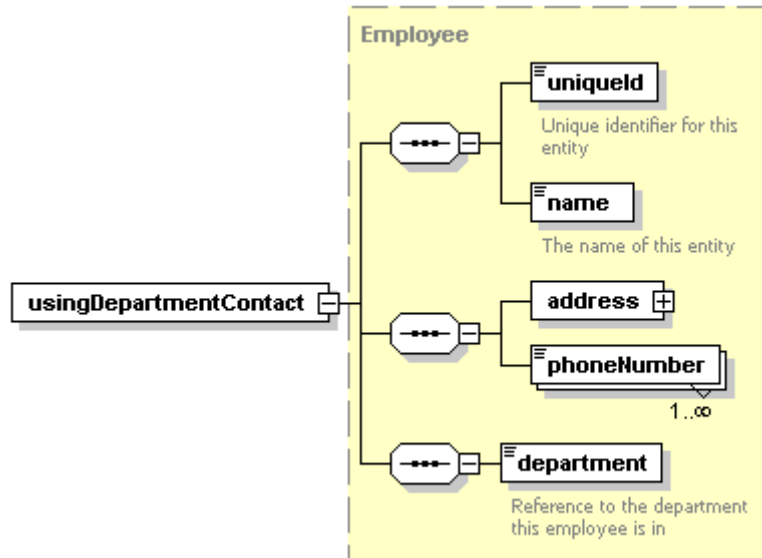 Employee
uniqueId
Unique identifier for this
entity
name
The name of this entity
usingDepartmentContact
address
phoneNumber
1..∞
department
Reference to the department
this employee is in